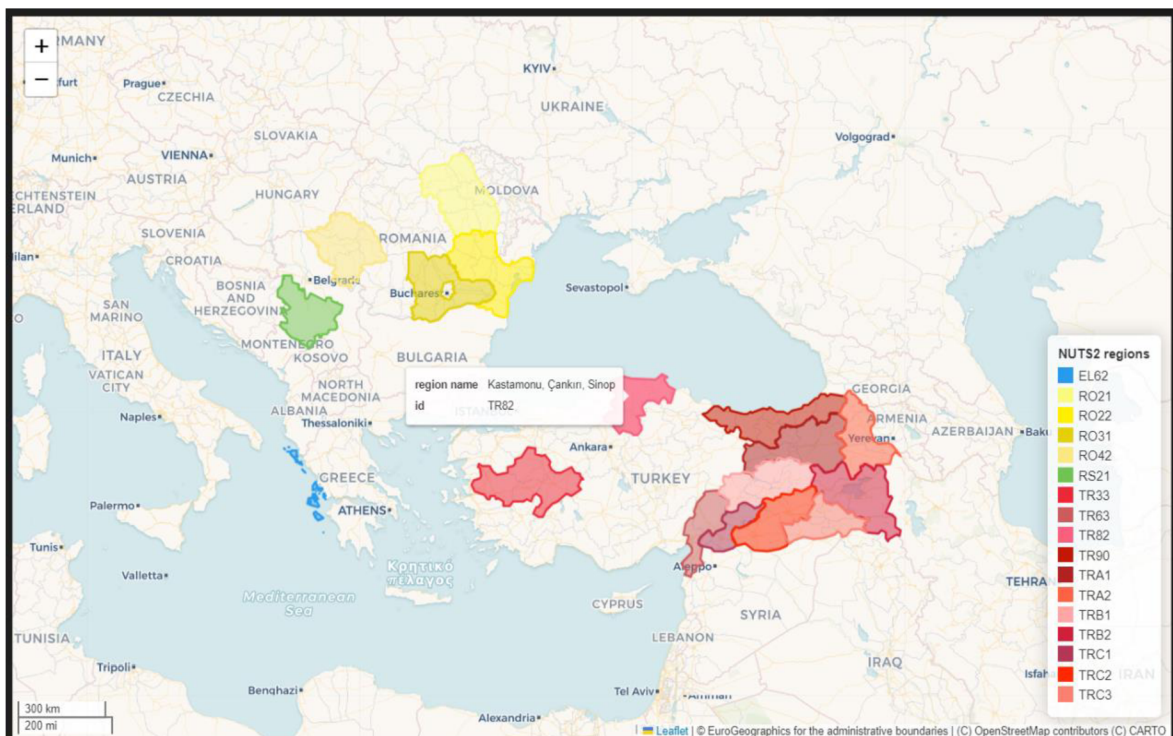 +
−
RMANY
furt
Prague
CZECHIA
KYIV
UKRAINE
Volgograd
SLOVAKIA
Munich
VIENNA
AUSTRIA
CHTENSTEIN
ERLAND
HUNGARY
MOLDOVA
SLOVENIA
ROMANIA
ilan
CROATIA
Belgrade
BOSNIA
AND
HERZEGOVIN
Buchares
Sevastopol
SAN
MARINO
MONTENEGRO
KOSOVO
ITALY
VATICAN
CITY
BULGARIA
NORTH
MACEDONIA
ALBANIA
Naples
Thessaloniki
region name Kastamonu, Çankırı, Sinop
id TR82
ISTANB
Ankara
TURKEY
GEORGIA
ARMENIA
Yerevan
AZERBAIJAN
Baku
GREECE
ATHENS
Palermo
Tunis
Valletta
Κρητικό
πέλαγος
Mediterranean
Sea
Aleppo
CYPRUS
SYRIA
TEHRAN
LEBANON
TUNISIA
Tripoli
IRAQ
Isfah
IRAN
Benghazi
Tel Aviv
Amman
Alexandria
NUTS2 regions
EL62
RO21
RO22
RO31
RO42
RS21
TR33
TR63
TR82
TR90
TRA1
TRA2
TRB1
TRB2
TRC1
TRC2
TRC3
300 km
200 mi
Leaflet | © EuroGeographics for the administrative boundaries | (C) OpenStreetMap contributors (C) CARTO